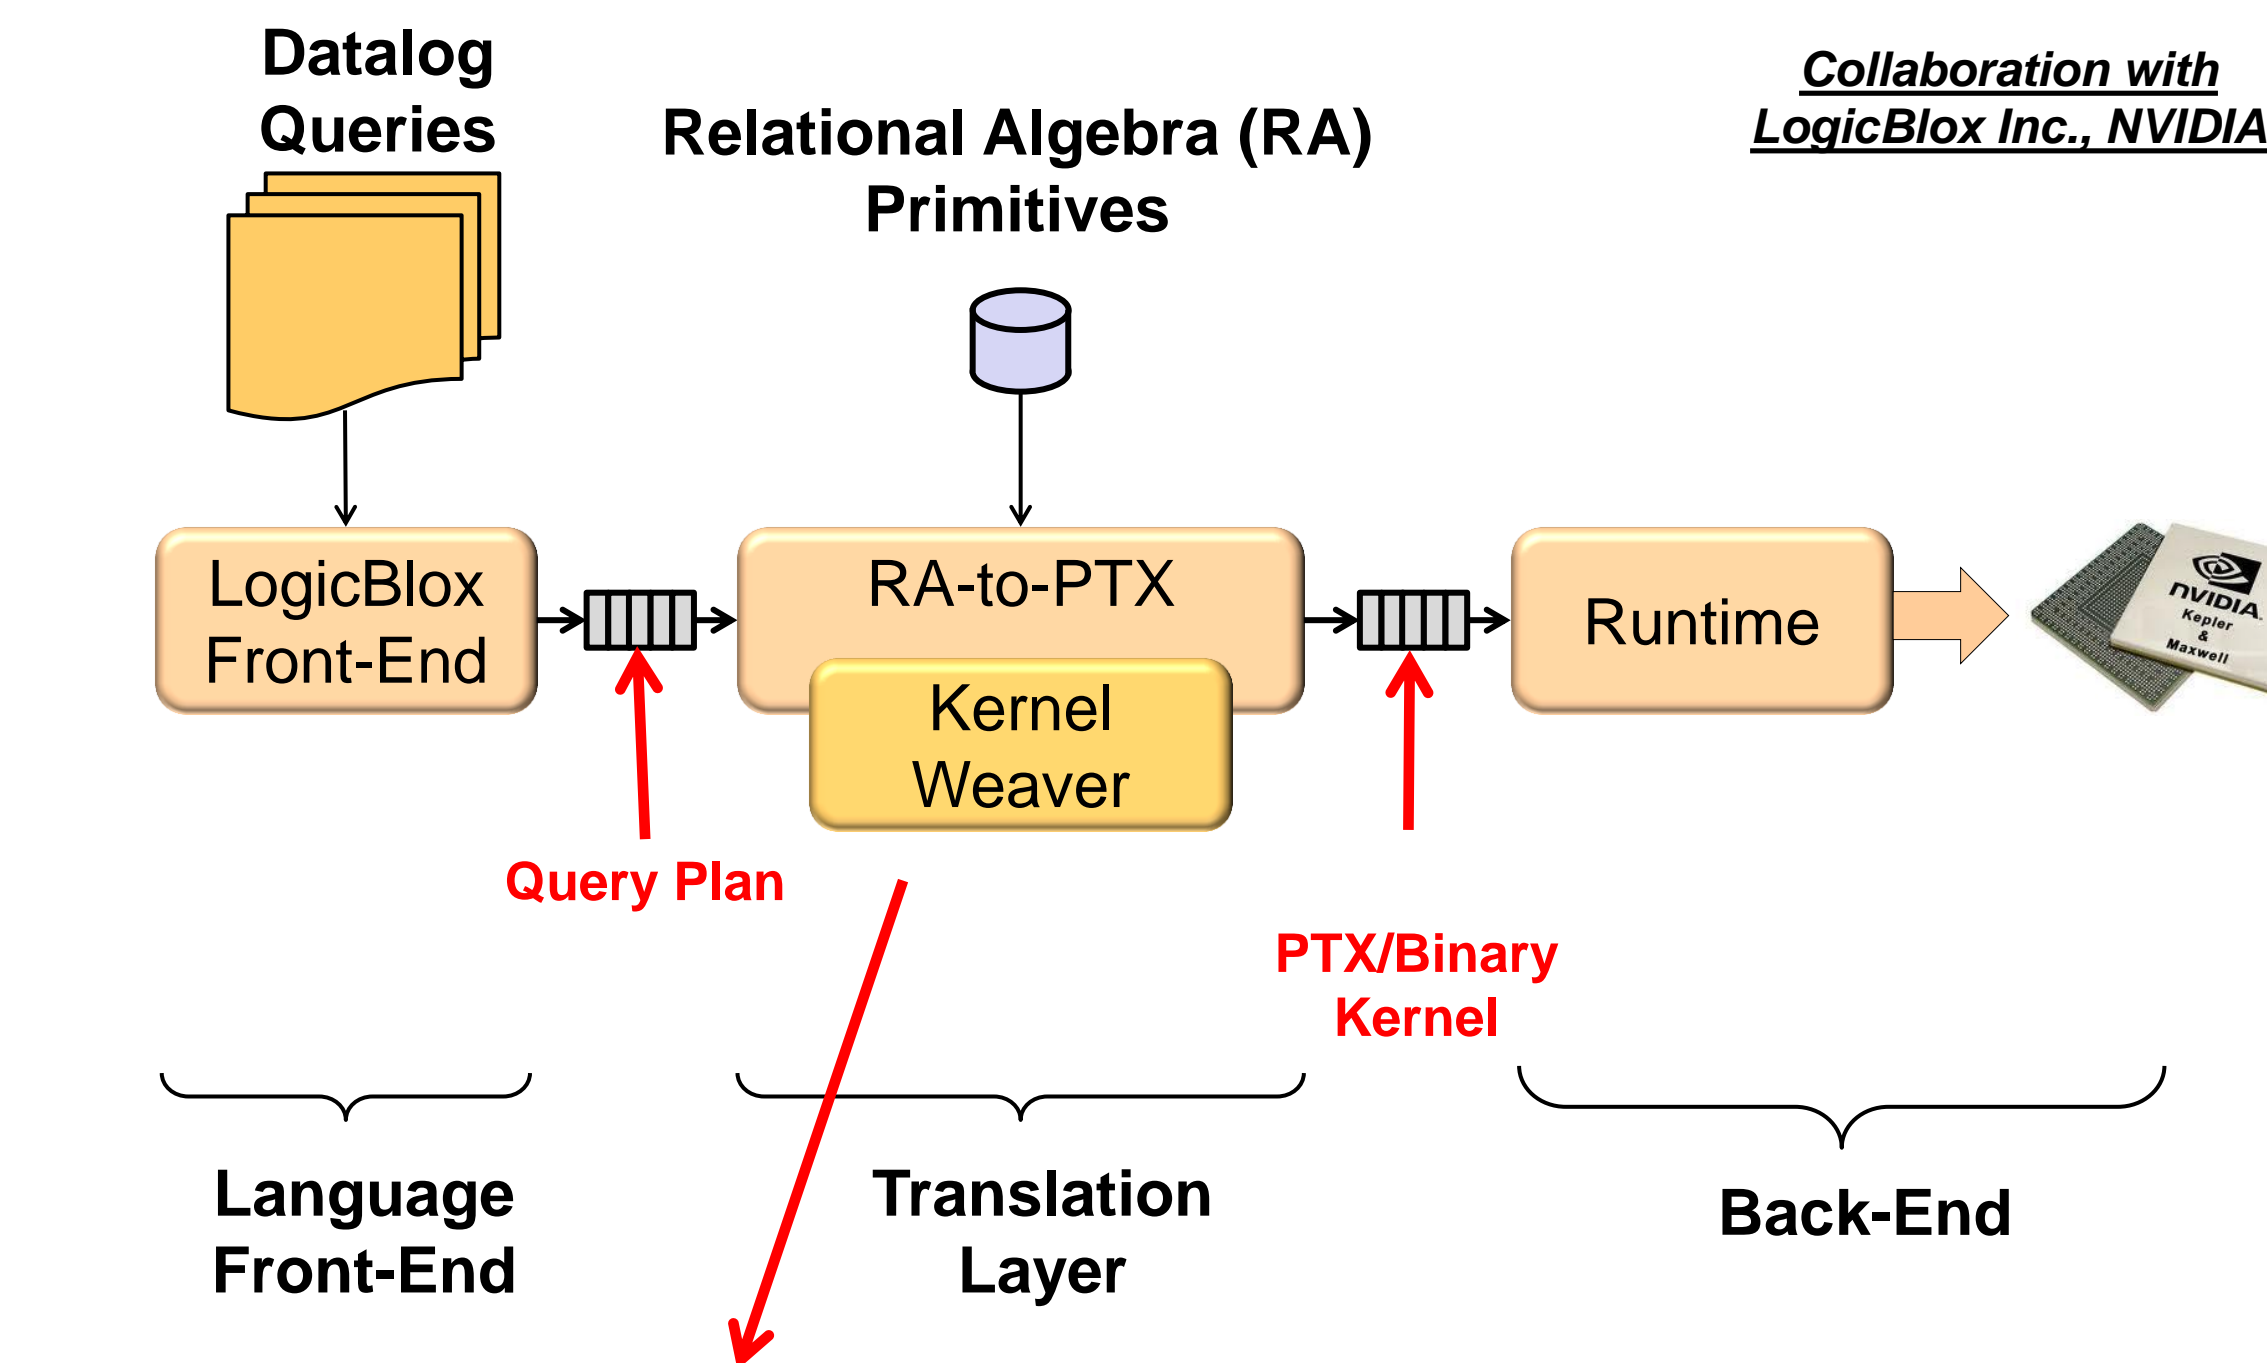 Datalog
Queries
Relational Algebra (RA)
Primitives
Collaboration with
LogicBlox Inc., NVIDIA
LogicBlox
Front-End
RA-to-PTX
Kernel
Weaver
Runtime
NVIDIA.
Kepler
&
Maxwell
Query Plan
PTX/Binary
Kernel
Language
Front-End
Translation
Layer
Back-End